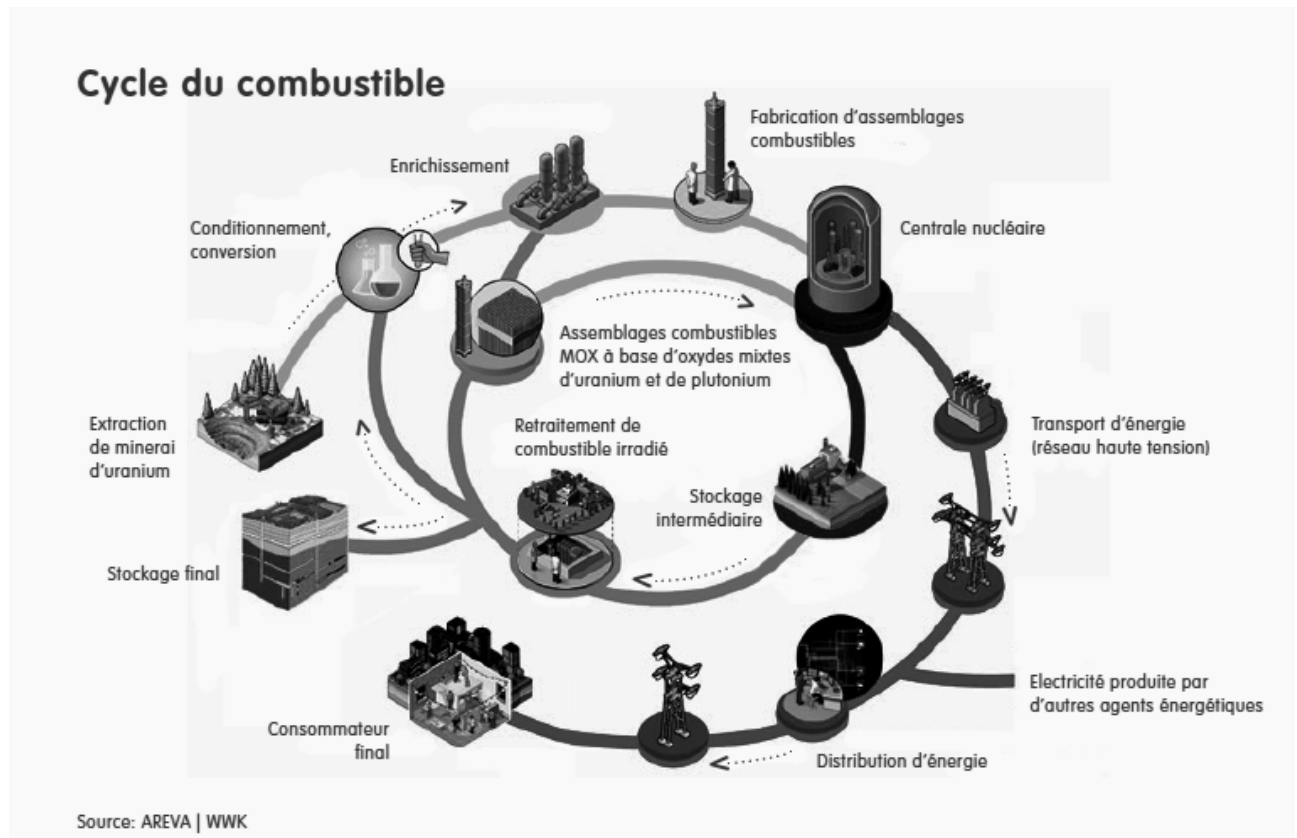 Cycle du combustible
Fabrication d'assemblages
combustibles
Enrichissement
Conditionnement,
conversion
Centrale nucléaire
Assemblages combustibles
MOX à base d'oxydes mixtes
d'uranium et de plutonium
Extraction
de minerai
d'uranium
Retraitement de
combustible irradié
Transport d'énergie
(réseau haute tension)
Stockage
intermédiaire
Stockage final
Electricité produite par
d'autres agents énergétiques
Consommateur
final
Distribution d'énergie
Source: AREVA | WWK